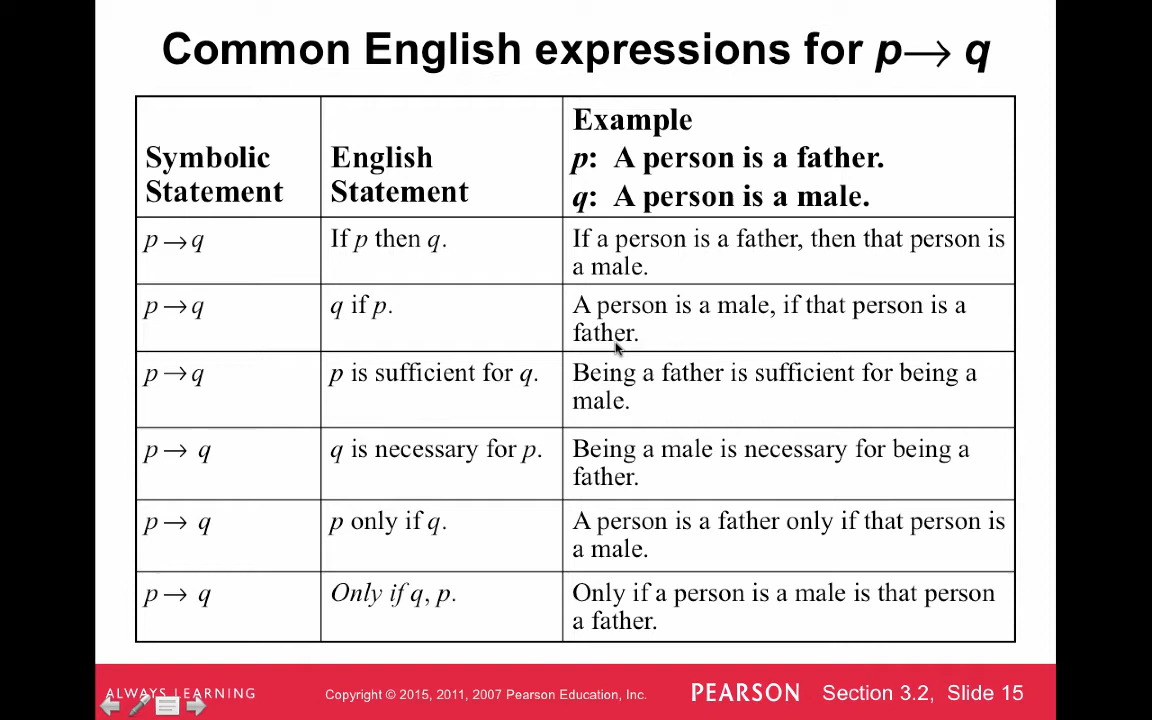 Common English expressions for p→ q
Symbolic
Statement
English
Statement
Example
p: A person is a father.
q: A person is a male.
p→q
If p then q.
If a person is a father, then that person is
a male.
p→q
q if p.
A person is a male, if that person is a
father.
p→q
p is sufficient for q.
Being a father is sufficient for being a
male.
p→ q
q is necessary for p.
Being a male is necessary for being a
father.
p→ q
p only if q.
A person is a father only if that person is
a male.
p→ q
Only if q, p.
Only if a person is a male is that person
a father.
ALWAYS LEARNING
Copyright © 2015, 2011, 2007 Pearson Education, Inc.
PEARSON
Section 3.2, Slide 15